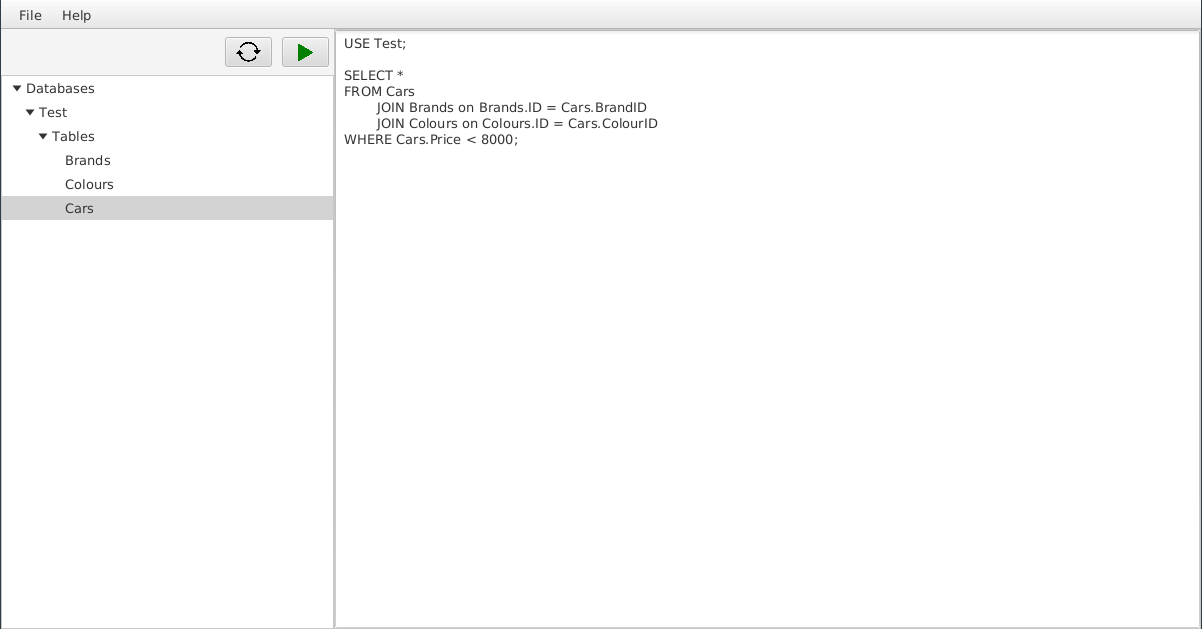 File Help
Databases
Test
Tables
Brands
Colours
Cars
USE Test;
SELECT *
FROM Cars
JOIN Brands on Brands.ID = Cars.BrandID
JOIN Colours on Colours.ID = Cars.ColourID
WHERE Cars.Price < 8000;